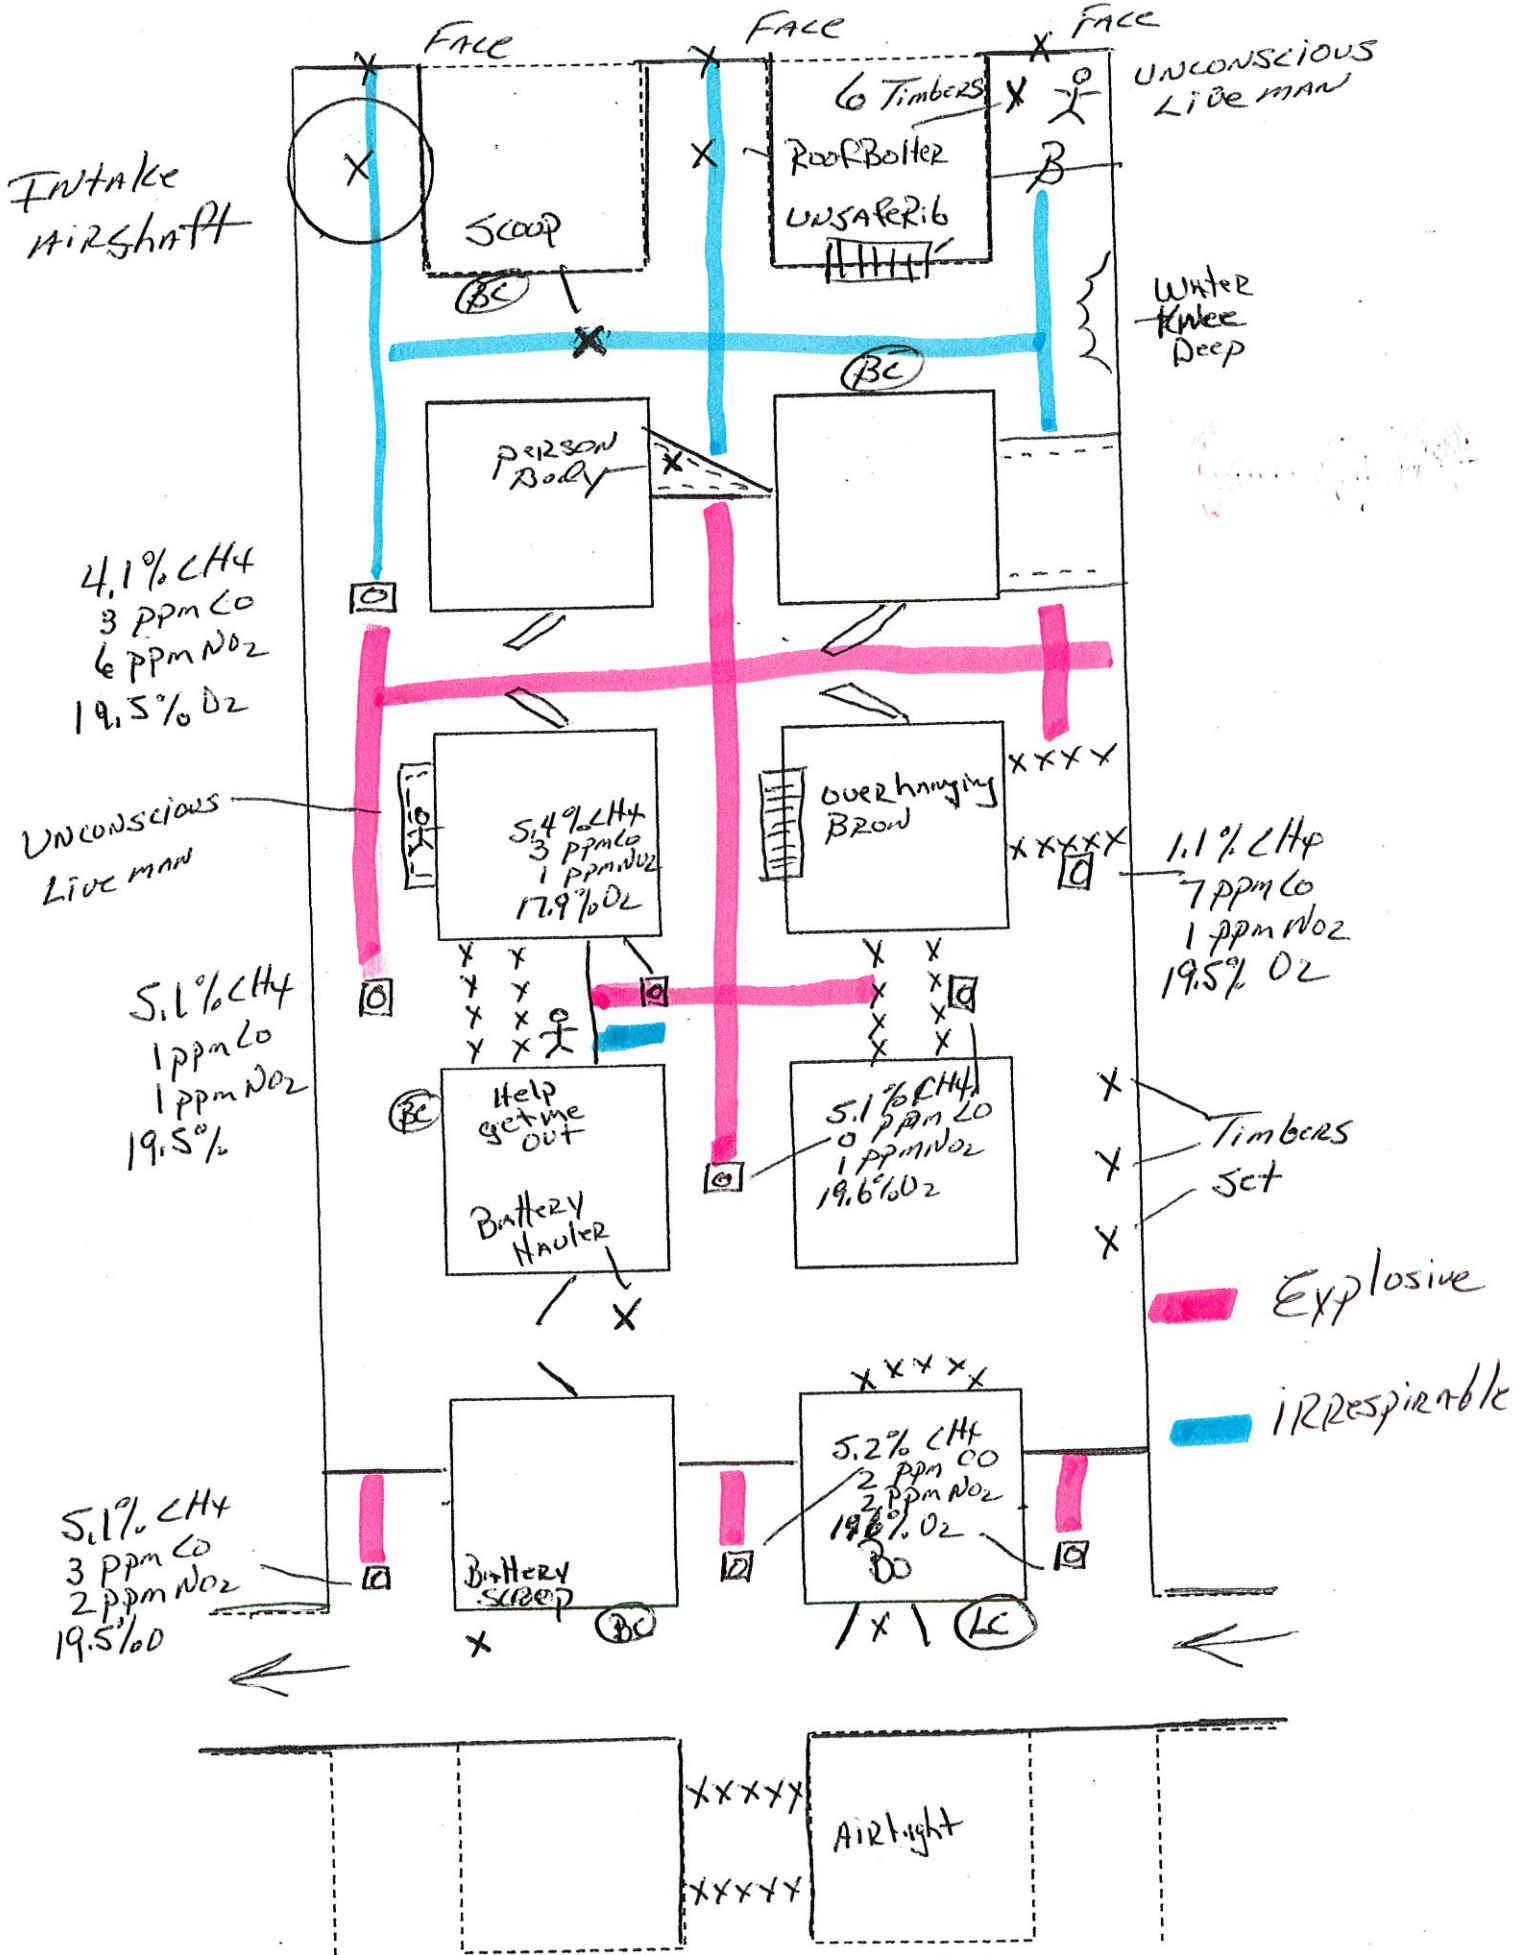 FACE
FACE
FACE
UNCONSCIOUS
Live MAN
6 Timbers
X
X
X
X
X
X
INTAKE
AIRShaft
RoofBolter
B
UNSAFERib
SCOOP
BC
Water
Knee
Deep
X
BC
PERSON
Body
X
4.1% CH4
3 ppm Co
6 ppm NO2
19.5% O2
O
X X X X
OVERhanging
BROW
UNCONSCIOUS
Live MAN
5.4% CH4
3 ppm Co
1 ppm NO2
17.9% O2
X X X X X
O
1.1% CH4
7 ppm Co
1 ppm NO2
19.5% O2
X X X X
X X X X
X X X X
X X X X
O
O
O
5.1% CH4
1 ppm Co
1 ppm NO2
19.5%
BC
Help
get me
OUT
5.1% CH4
0 ppm CO
1 ppm NO2
19.6% O2
O
X
X
X
Timbers
Set
Battery
HAULER
X
Explosive
X X X X X
iRRespirable
5.2% CH4
2 ppm CO
2 ppm NO2
19.6% O2
BO
5.1% CH4
3 ppm Co
2 ppm NO2
19.5% O
O
O
O
Battery
X
BC
X
LC
X X X X X
AIRtight
X X X X X